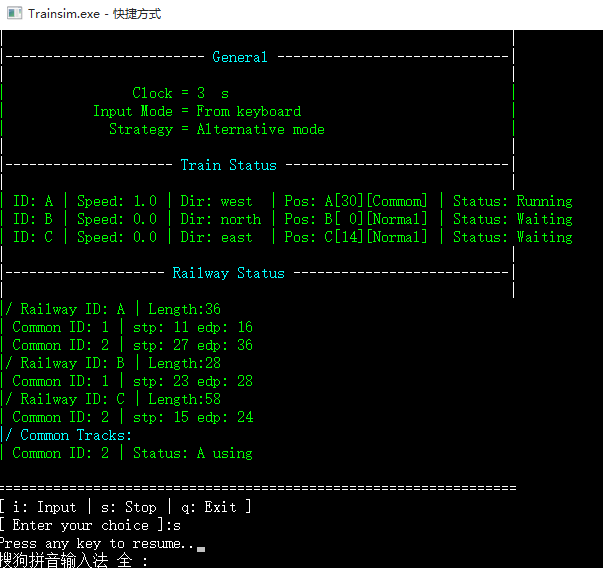 Trainsim.exe - 快捷方式
|------------------------- General -----------------------------|
Clock = 3 s
Input Mode = From keyboard
Strategy = Alternative mode
|--------------------- Train Status ----------------------------|
| ID: A | Speed: 1.0 | Dir: west | Pos: A[30][Commom] | Status: Running
| ID: B | Speed: 0.0 | Dir: north | Pos: B[ 0][Normal] | Status: Waiting
| ID: C | Speed: 0.0 | Dir: east | Pos: C[14][Normal] | Status: Waiting
|-------------------- Railway Status ----------------------------|
|/ Railway ID: A | Length:36
| Common ID: 1 | stp: 11 edp: 16
| Common ID: 2 | stp: 27 edp: 36
|/ Railway ID: B | Length:28
| Common ID: 1 | stp: 23 edp: 28
|/ Railway ID: C | Length:58
| Common ID: 2 | stp: 15 edp: 24
|/ Common Tracks:
| Common ID: 2 | Status: A using
=================================================================
[ i: Input | s: Stop | q: Exit ]
[ Enter your choice ]:s
Press any key to resume..
搜狗拼音输入法 全 :